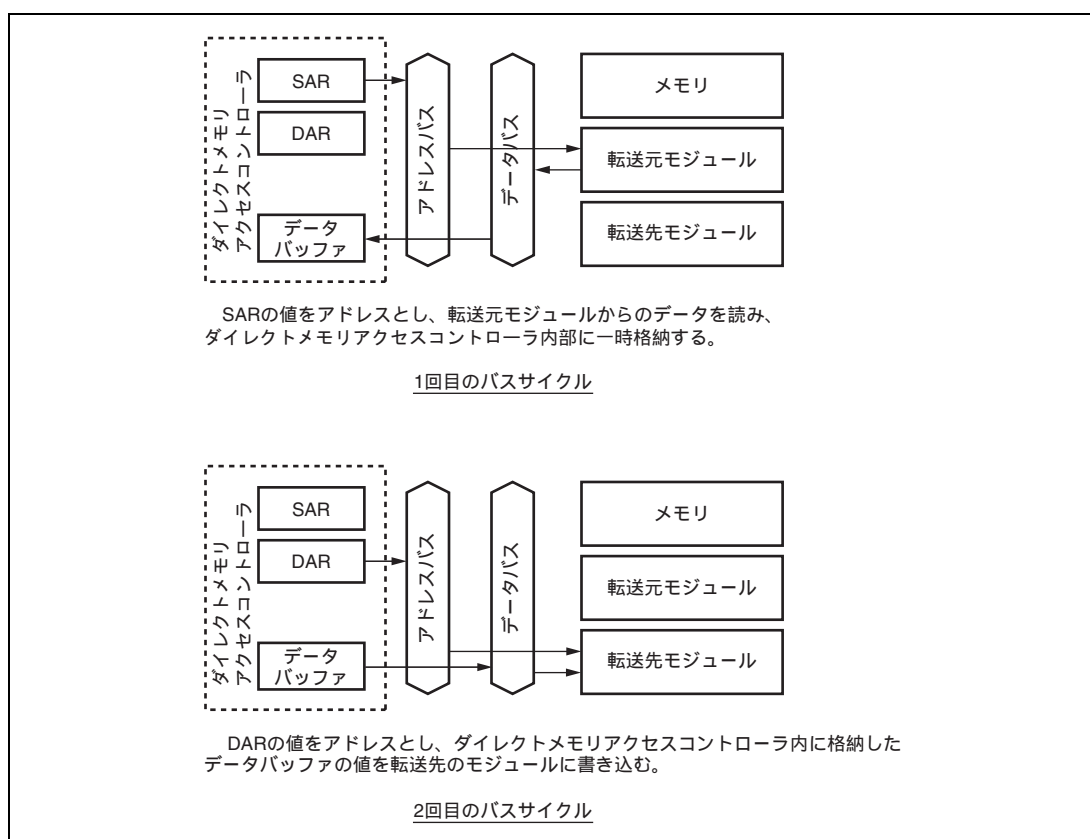 ダイレクトメモリ
アクセスコントローラ
SAR
DAR
データ
バッファ
アドレスバス
データバス
メモリ
転送元モジュール
転送先モジュール
SARの値をアドレスとし、転送元モジュールからのデータを読み、
ダイレクトメモリアクセスコントローラ内部に一時格納する。
1回目のバスサイクル
ダイレクトメモリ
アクセスコントローラ
SAR
DAR
データ
バッファ
アドレスバス
データバス
メモリ
転送元モジュール
転送先モジュール
DARの値をアドレスとし、ダイレクトメモリアクセスコントローラ内に格納した
データバッファの値を転送先のモジュールに書き込む。
2回目のバスサイクル